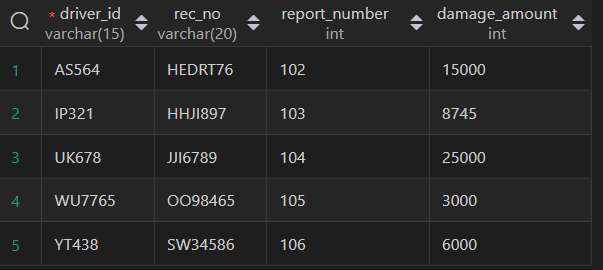 * driver_id rec_no report_number damage_amount
varchar(15) varchar(20) int int
1 AS564 HEDRT76 102 15000
2 IP321 HHJI897 103 8745
3 UK678 JJI6789 104 25000
4 WU7765 OO98465 105 3000
5 YT438 SW34586 106 6000